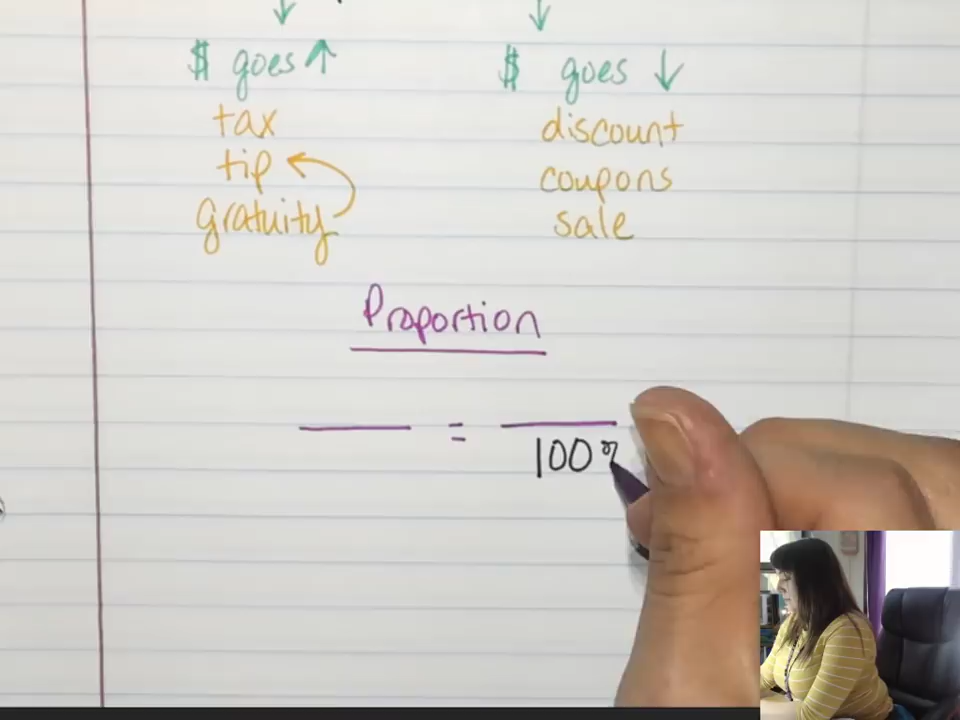 $ goes ↑
tax
tip
gratuity
$ goes ↓
discount
coupons
sale
Proportion
=
100%